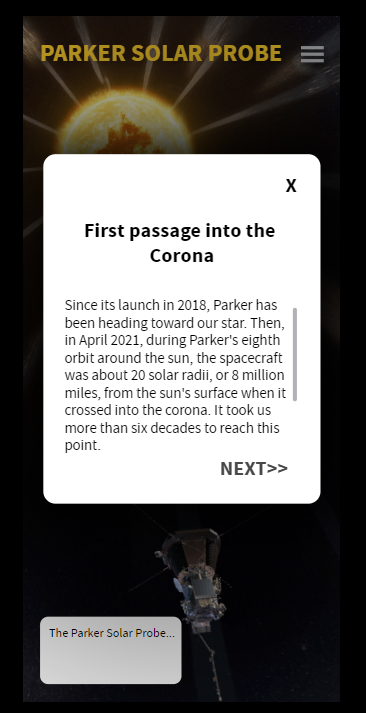 PARKER SOLAR PROBE
X
First passage into the
Corona
Since its launch in 2018, Parker has
been heading toward our star. Then,
in April 2021, during Parker's eighth
orbit around the sun, the spacecraft
was about 20 solar radii, or 8 million
miles, from the sun's surface when it
crossed into the corona. It took us
more than six decades to reach this
point.
NEXT>>
The Parker Solar Probe...